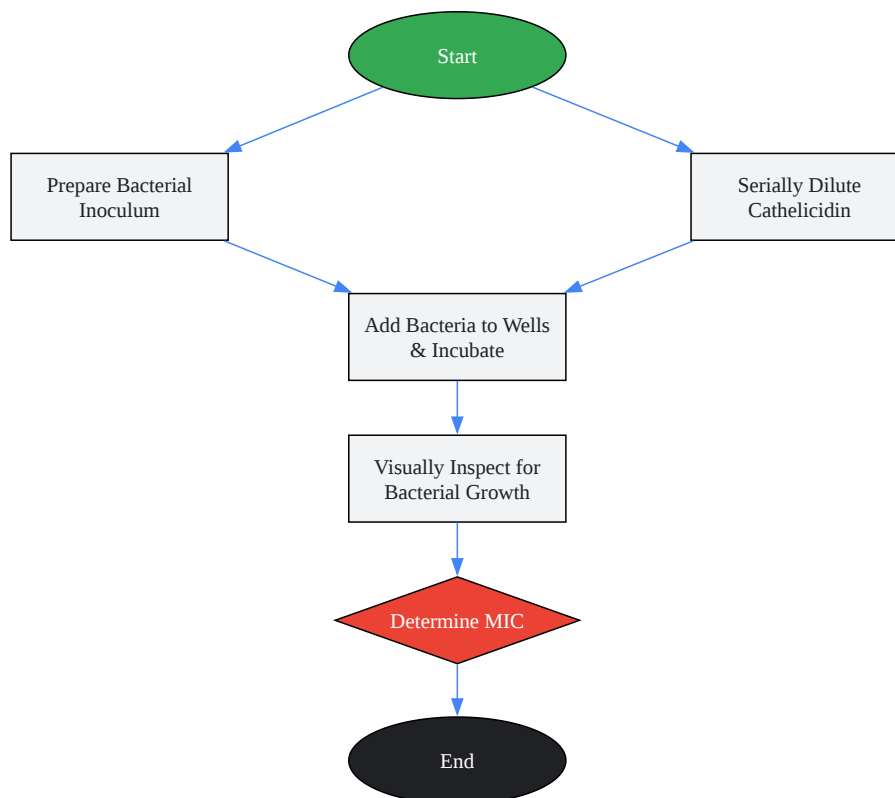 Start
Prepare Bacterial
Inoculum
Serially Dilute
Cathelicidin
Add Bacteria to Wells
& Incubate
Visually Inspect for
Bacterial Growth
Determine MIC
End